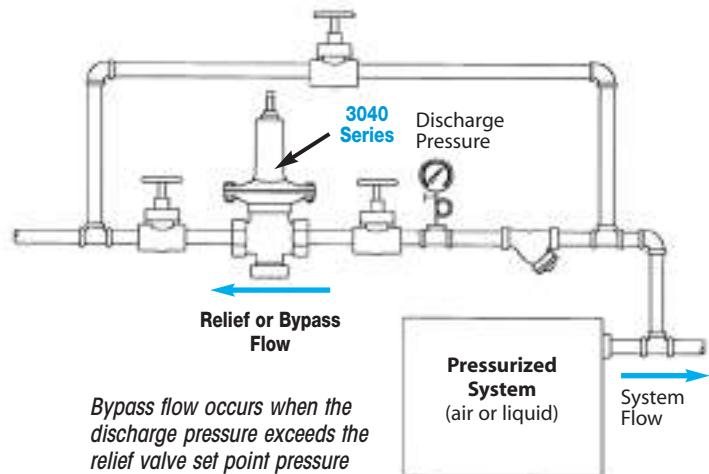 3040
Series
Discharge
Pressure
Relief or Bypass
Flow
Pressurized
System
(air or liquid)
System
Flow
Bypass flow occurs when the
discharge pressure exceeds the
relief valve set point pressure